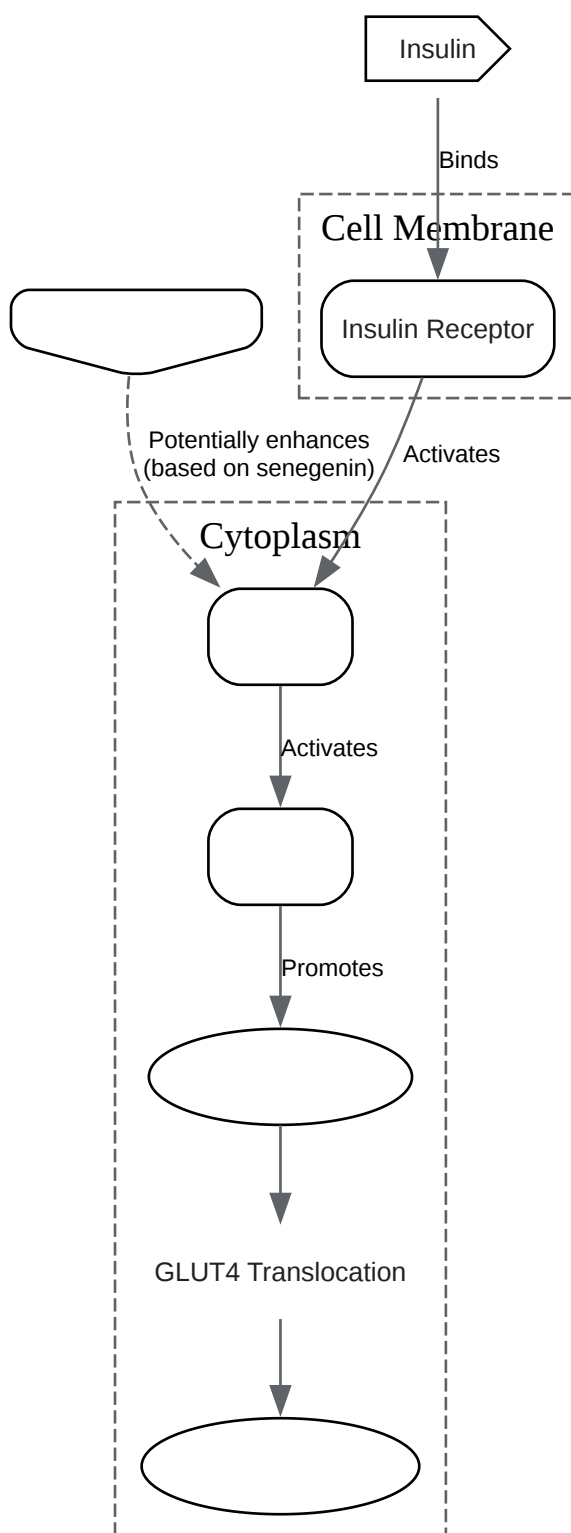 Insulin
Binds
Cell Membrane
Insulin Receptor
Potentially enhances
(based on senegenin)
Activates
Cytoplasm
Activates
Promotes
GLUT4 Translocation